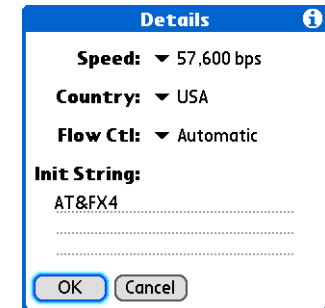 Details
Speed: 57,600 bps
Country: USA
Flow Ctl: Automatic
Init String:
AT&FX4
OK Cancel